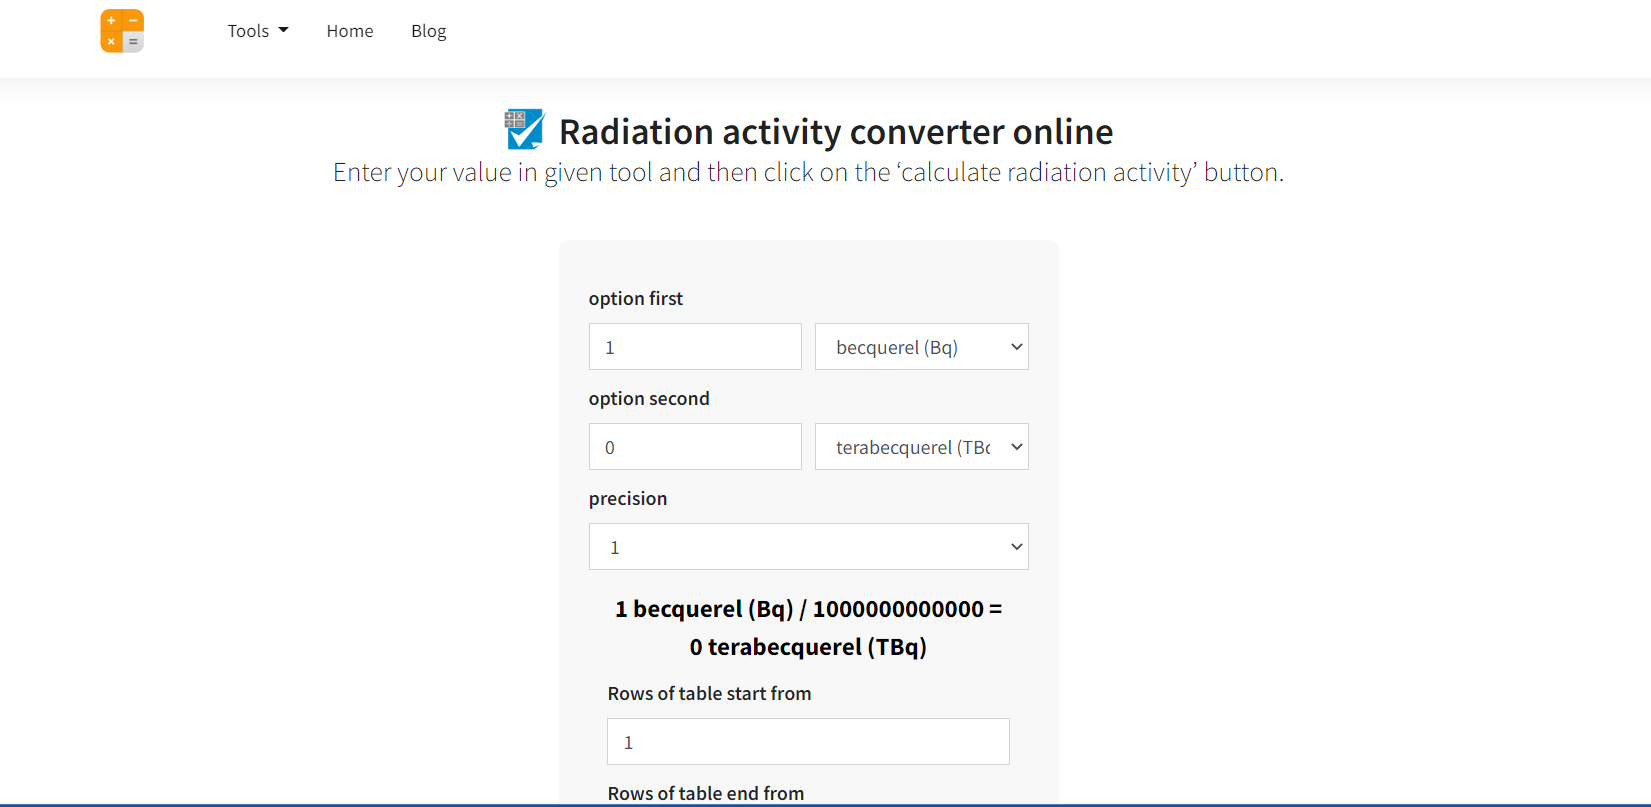 Tools Home Blog
Radiation activity converter online
Enter your value in given tool and then click on the ‘calculate radiation activity’ button.
option first
1 becquerel (Bq)
option second
0 terabecquerel (TBq
precision
1
1 becquerel (Bq) / 1000000000000 =
0 terabecquerel (TBq)
Rows of table start from
1
Rows of table end from